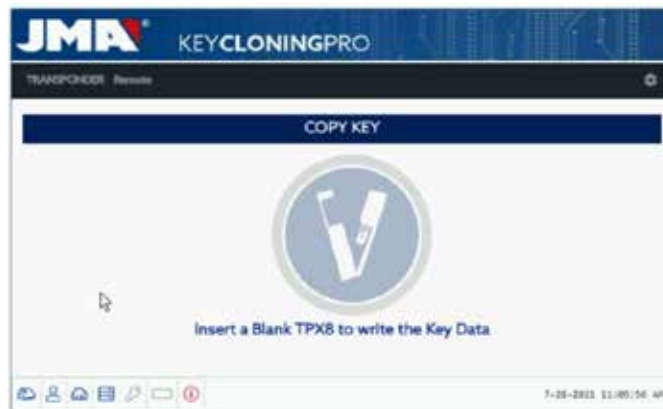 JMA
KEYCLONINGPRO
TRANSPONDER Remote
COPY KEY
Insert a Blank TPX8 to write the Key Data